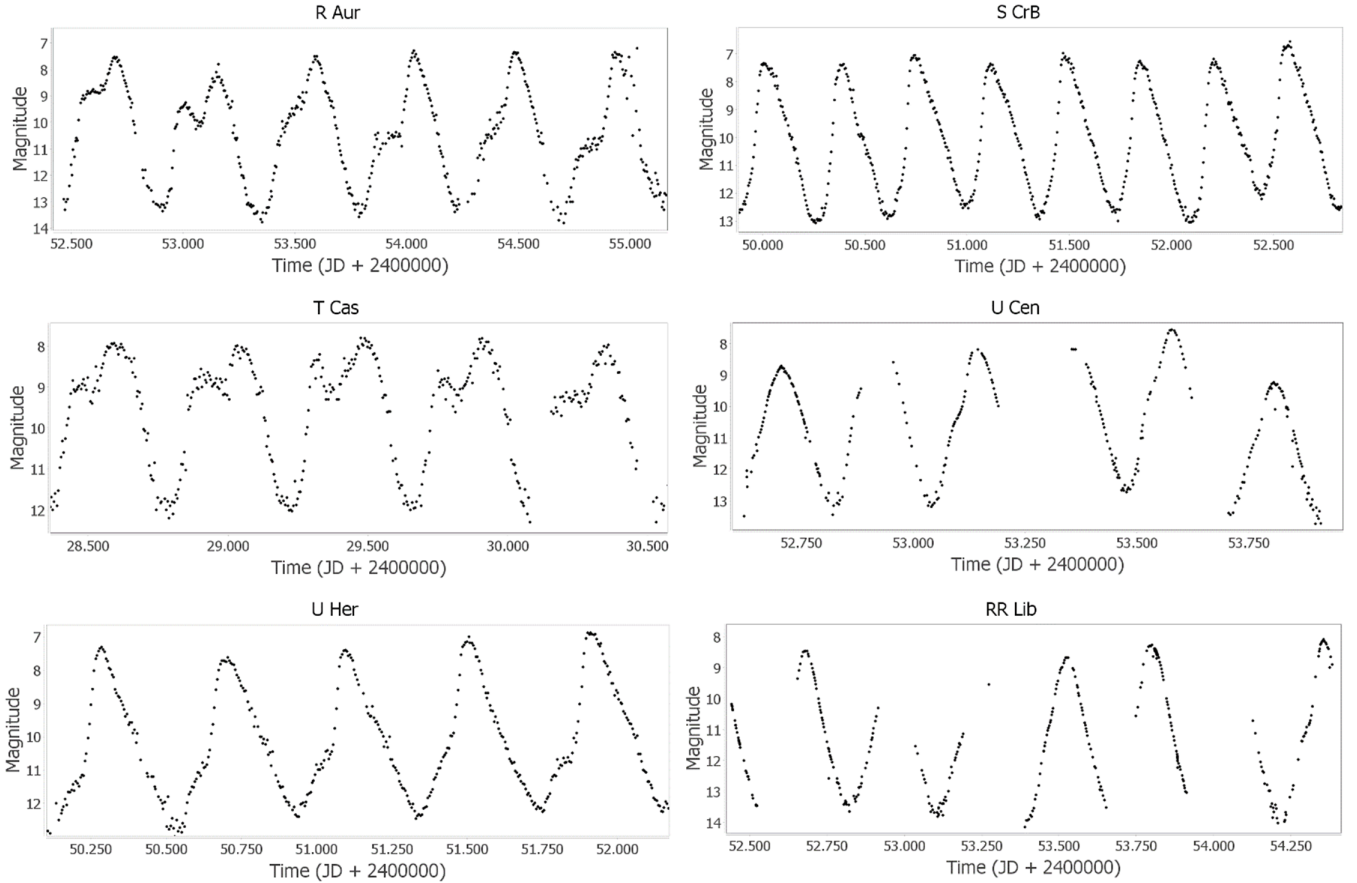 R Aur
Magnitude
7
8
9
10
11
12
13
14
52.500 53.000 53.500 54.000 54.500 55.000
Time (JD + 2400000)
S CrB
Magnitude
7
8
9
10
11
12
13
50.000 50.500 51.000 51.500 52.000 52.500
Time (JD + 2400000)
T Cas
Magnitude
8
9
10
11
12
28.500 29.000 29.500 30.000 30.500
Time (JD + 2400000)
U Cen
Magnitude
8
9
10
11
12
13
52.750 53.000 53.250 53.500 53.750
Time (JD + 2400000)
U Her
Magnitude
7
8
9
10
11
12
50.250 50.500 50.750 51.000 51.250 51.500 51.750 52.000
Time (JD + 2400000)
RR Lib
Magnitude
8
9
10
11
12
13
14
52.500 52.750 53.000 53.250 53.500 53.750 54.000 54.250
Time (JD + 2400000)